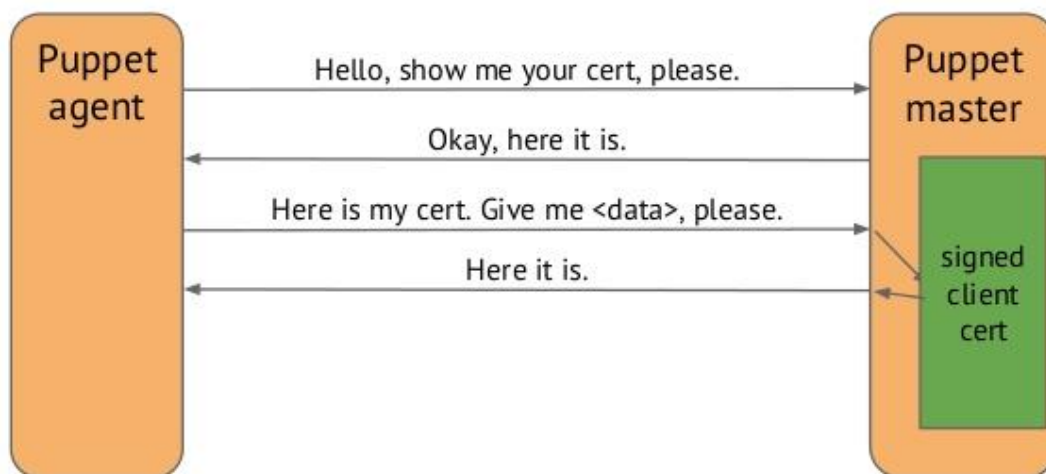 Puppet
agent
Hello, show me your cert, please.
Puppet
master
Okay, here it is.
Here is my cert. Give me <data>, please.
Here it is.
signed
client
cert